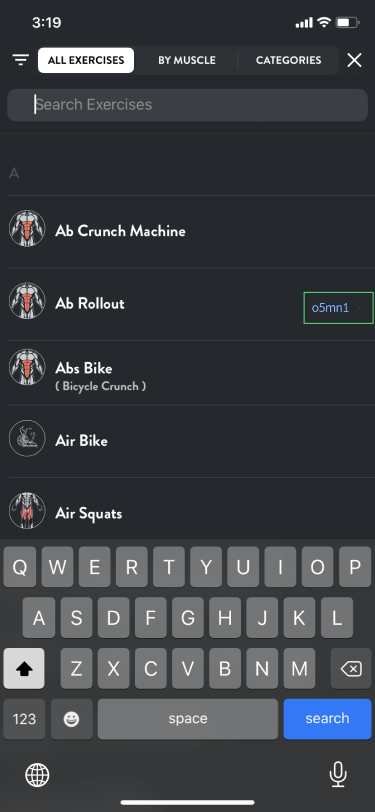 3:19
ALL EXERCISES BY MUSCLE CATEGORIES
Search Exercises
A
Ab Crunch Machine
Ab Rollout
o5mn1
Abs Bike
( Bicycle Crunch )
Air Bike
Air Squats
Q W E R T Y U I O P
A S D F G H J K L
Z X C V B N M
123 space search